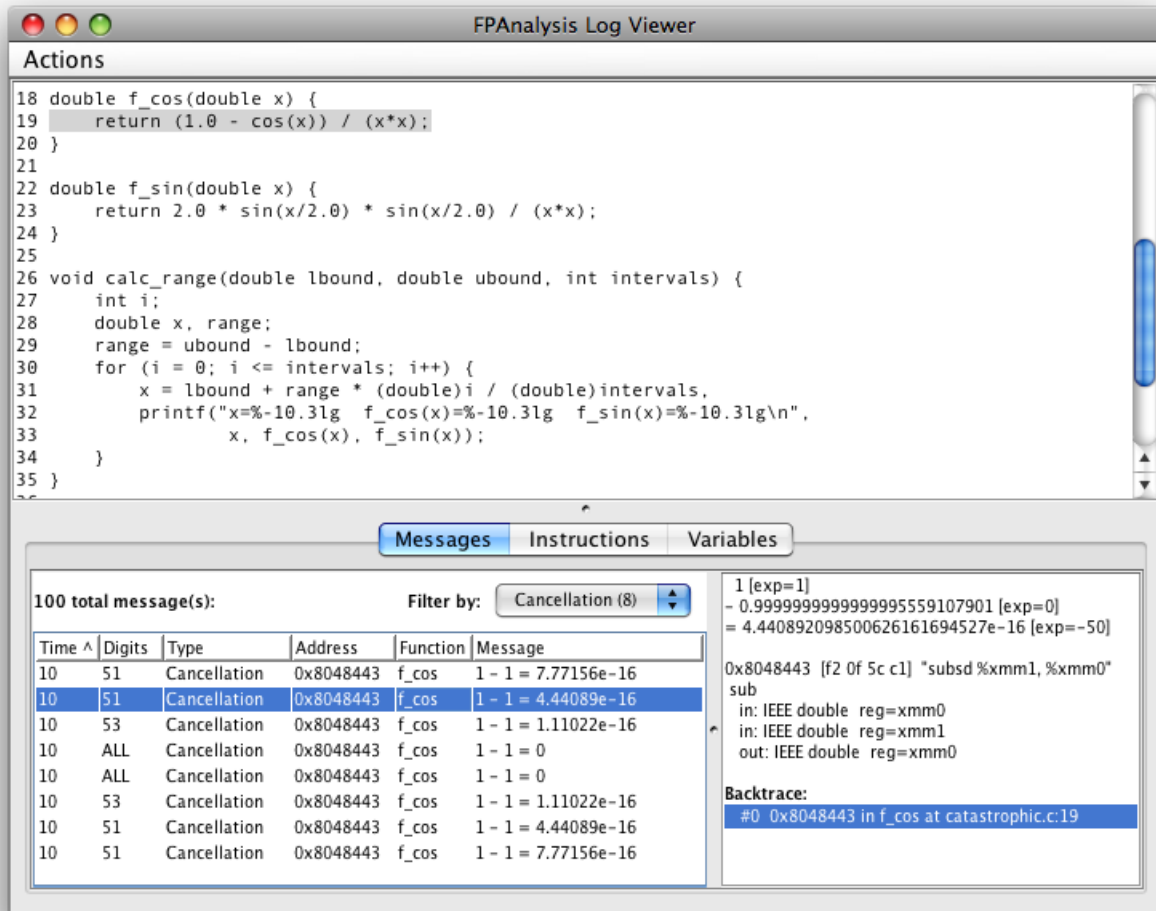 FPAnalysis Log Viewer
Actions
18 double f_cos(double x) {
19     return (1.0 - cos(x)) / (x*x);
20 }
21
22 double f_sin(double x) {
23     return 2.0 * sin(x/2.0) * sin(x/2.0) / (x*x);
24 }
25
26 void calc_range(double lbound, double ubound, int intervals) {
27     int i;
28     double x, range;
29     range = ubound - lbound;
30     for (i = 0; i <= intervals; i++) {
31         x = lbound + range * (double)i / (double)intervals,
32         printf("x=%-10.3lg  f_cos(x)=%-10.3lg  f_sin(x)=%-10.3lg\n",
33                 x, f_cos(x), f_sin(x));
34     }
35 }
Messages Instructions Variables
100 total message(s): Filter by: Cancellation (8)
Time ^ Digits Type Address Function Message
10 51 Cancellation 0x8048443 f_cos 1 - 1 = 7.77156e-16
10 51 Cancellation 0x8048443 f_cos 1 - 1 = 4.44089e-16
10 53 Cancellation 0x8048443 f_cos 1 - 1 = 1.11022e-16
10 ALL Cancellation 0x8048443 f_cos 1 - 1 = 0
10 ALL Cancellation 0x8048443 f_cos 1 - 1 = 0
10 53 Cancellation 0x8048443 f_cos 1 - 1 = 1.11022e-16
10 51 Cancellation 0x8048443 f_cos 1 - 1 = 4.44089e-16
10 51 Cancellation 0x8048443 f_cos 1 - 1 = 7.77156e-16
1 [exp=1]
- 0.9999999999999995559107901 [exp=0]
= 4.440892098500626161694527e-16 [exp=-50]
0x8048443 [f2 0f 5c c1] "subsd %xmm1, %xmm0"
sub
in: IEEE double reg=xmm0
in: IEEE double reg=xmm1
out: IEEE double reg=xmm0
Backtrace:
#0 0x8048443 in f_cos at catastrophic.c:19